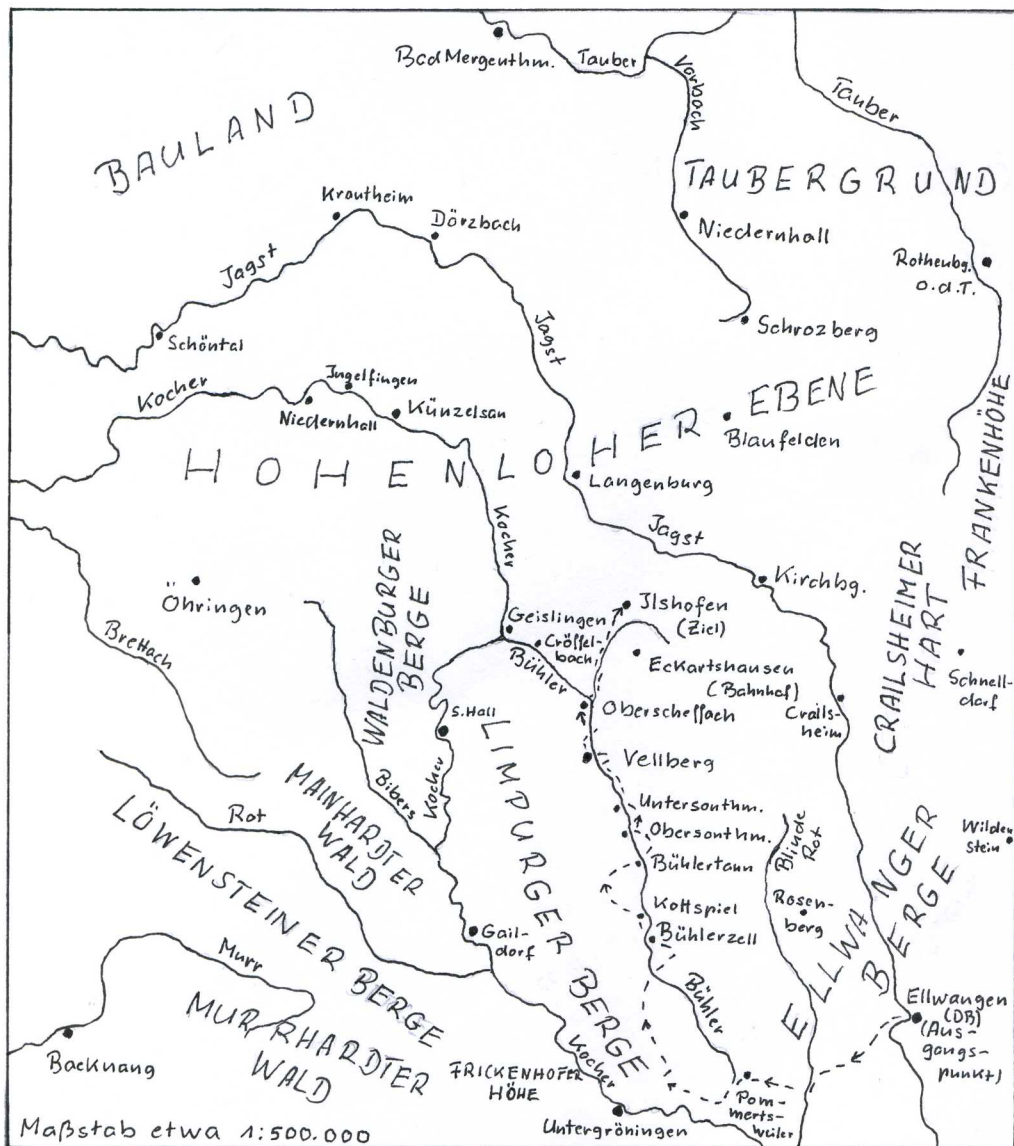 Bad Mergenthm.
Tauber
Vorbach
Tauber
BAULAND
TAUBERGRUND
Krautheim
Dörzbach
Niedernhall
Jagst
Rothenbg.
o.d.T.
Schöntal
Jagst
Schrozberg
Kocher
Ingelfingen
Niedernhall
Künzelsau
HOHENLOHER EBENE
Blaufelden
Langenburg
FRANKENHÖHE
Kocher
Jagst
Kirchbg.
Öhringen
WALDENBURGER
BERGE
Ilshofen
(Ziel)
Geislingen
Cröffel-
bach
Bühler
Eckartshausen
(Bahnhof)
CRAILSHEIMER
HART
Schnell-
dorf
Brettach
S. Hall
Oberscheffach
Crails-
heim
Vellberg
LIMPURGER BERGE
Bibers
Kocher
MAINHARDTER
WALD
Rot
Untersonthm.
Obersonthm.
Bühlertann
Blinde
Rot
Wilden
stein
LÖWENSTEINER BERGE
Kottspiel
Bühlerzell
Rosen-
berg
ELLWANGER
BERGE
Gail-
dorf
Murr
MURRHARDTER
WALD
Bühler
Ellwangen
(DB)
(Aus-
gangs-
punkt)
Backnang
FRICKENHOFER
HÖHE
Kocher
Pom-
merts-
weiler
Untergröningen
Maßstab etwa 1:500.000